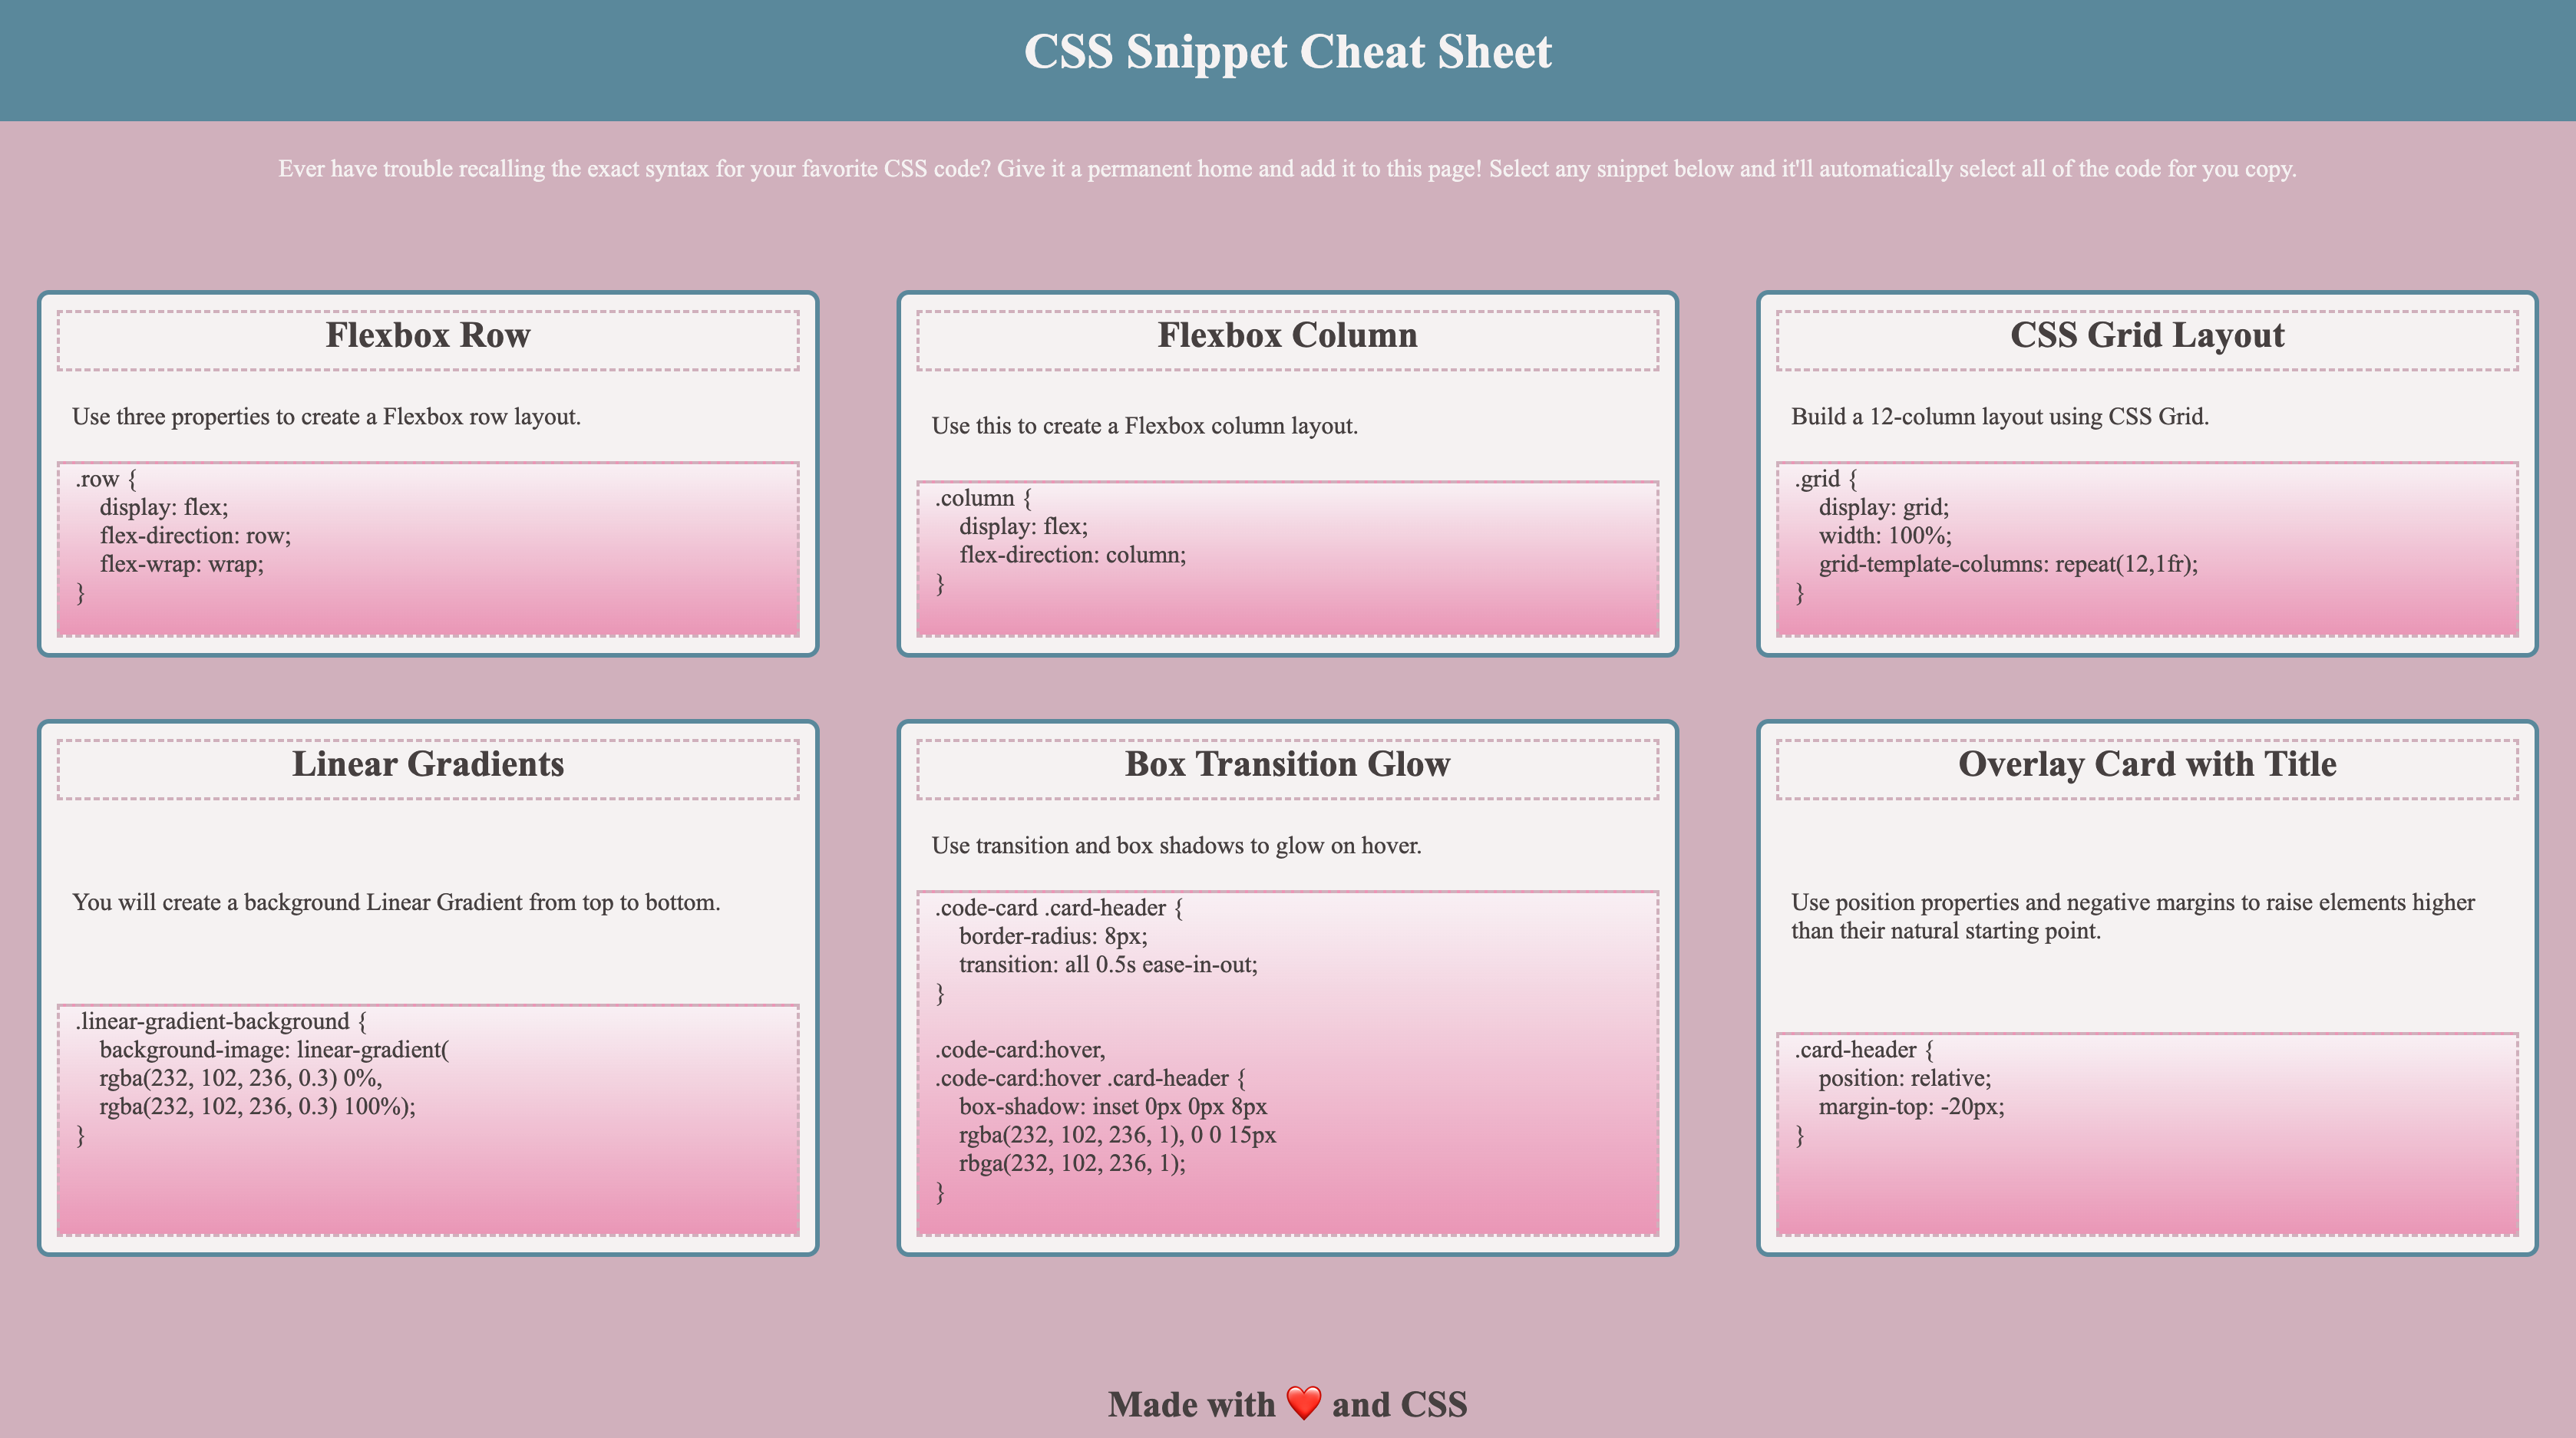 CSS Snippet Cheat Sheet
Ever have trouble recalling the exact syntax for your favorite CSS code? Give it a permanent home and add it to this page! Select any snippet below and it'll automatically select all of the code for you copy.
Flexbox Row
Use three properties to create a Flexbox row layout.
.row {
display: flex;
flex-direction: row;
flex-wrap: wrap;
}
Flexbox Column
Use this to create a Flexbox column layout.
.column {
display: flex;
flex-direction: column;
}
CSS Grid Layout
Build a 12-column layout using CSS Grid.
.grid {
display: grid;
width: 100%;
grid-template-columns: repeat(12,1fr);
}
Linear Gradients
You will create a background Linear Gradient from top to bottom.
.linear-gradient-background {
background-image: linear-gradient(
rgba(232, 102, 236, 0.3) 0%,
rgba(232, 102, 236, 0.3) 100%);
}
Box Transition Glow
Use transition and box shadows to glow on hover.
.code-card .card-header {
border-radius: 8px;
transition: all 0.5s ease-in-out;
}
.code-card:hover,
.code-card:hover .card-header {
box-shadow: inset 0px 0px 8px
rgba(232, 102, 236, 1), 0 0 15px
rbga(232, 102, 236, 1);
}
Overlay Card with Title
Use position properties and negative margins to raise elements higher
than their natural starting point.
.card-header {
position: relative;
margin-top: -20px;
}
Made with ❤️ and CSS